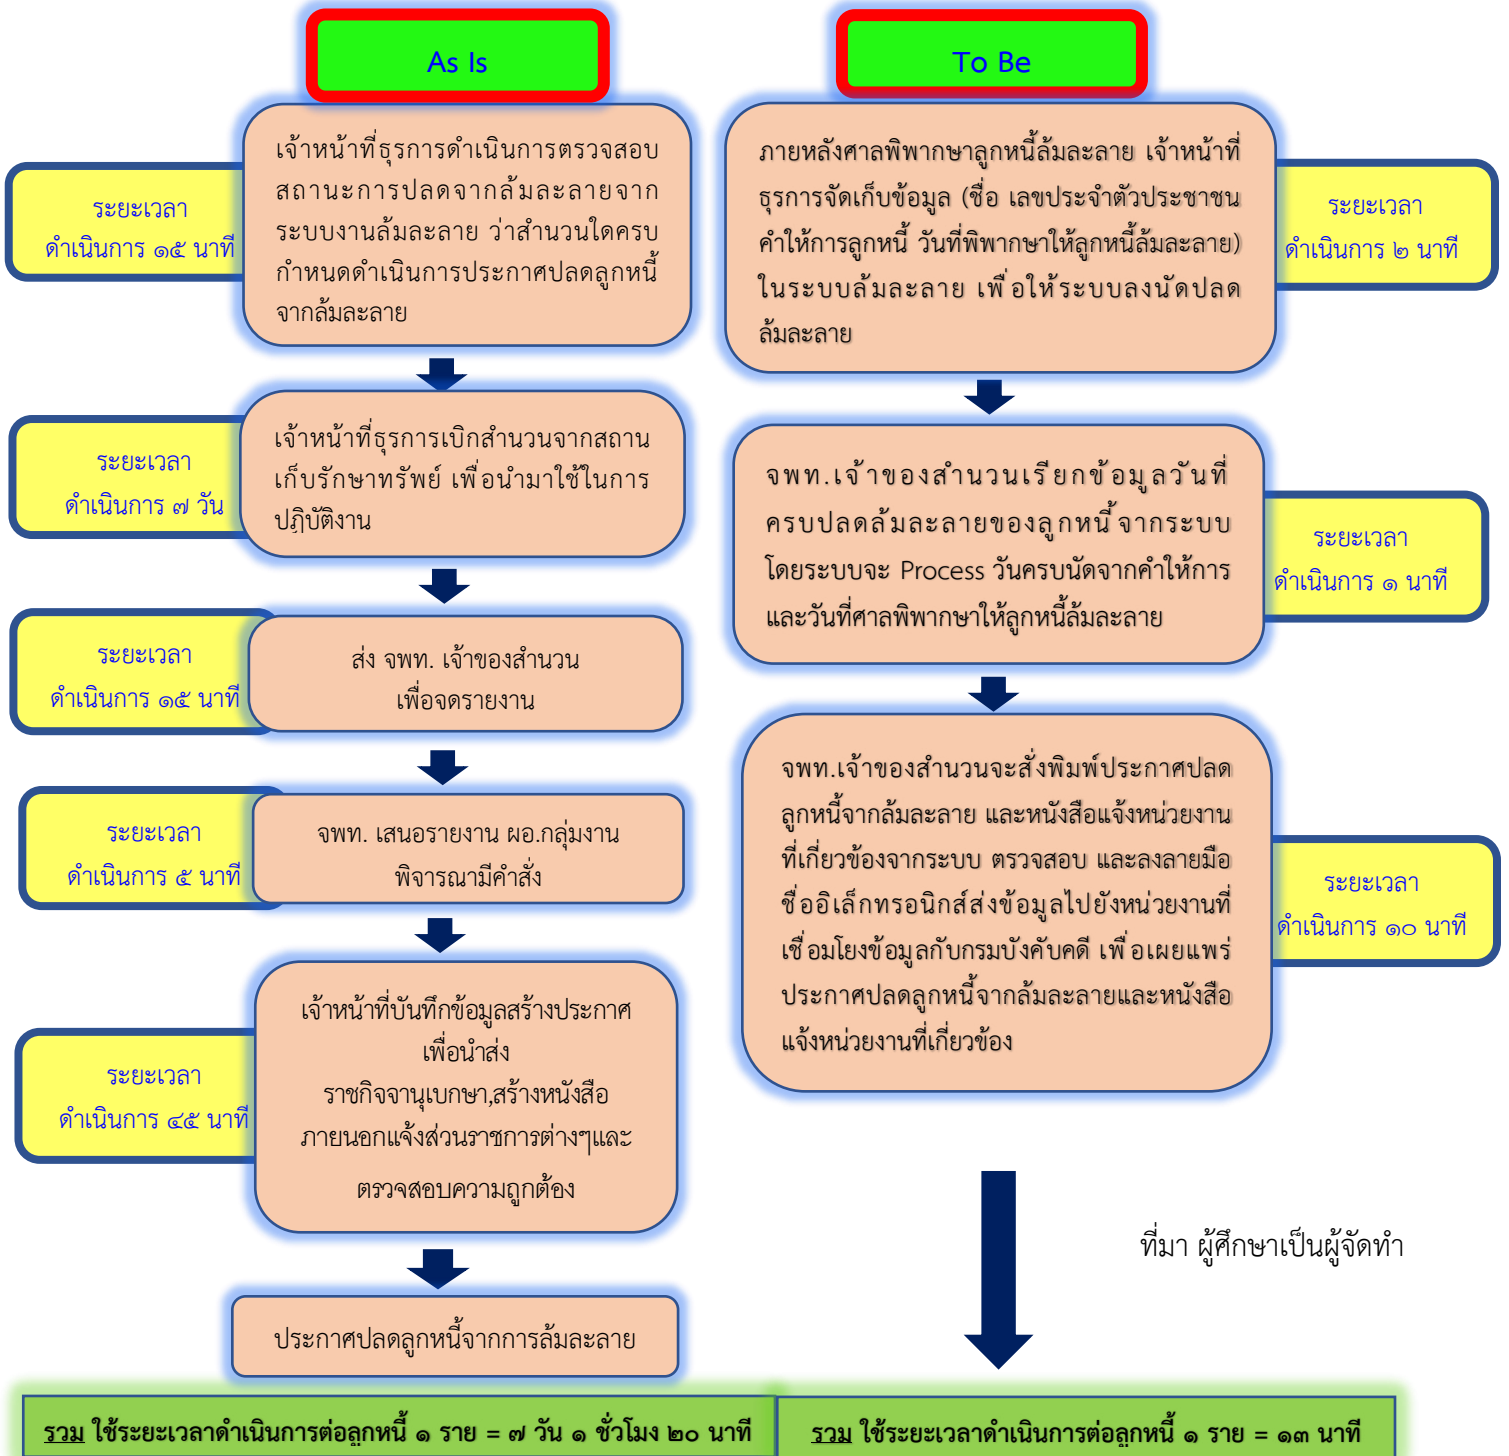 As Is
ระยะเวลา
ดำเนินการ ๑๕ นาที
เจ้าหน้าที่ธุรการดำเนินการตรวจสอบ
สถานะการปลดจากล้มละลายจาก
ระบบงานล้มละลาย ว่าสำนวนใดครบ
กำหนดดำเนินการประกาศปลดลูกหนี้
จากล้มละลาย
ระยะเวลา
ดำเนินการ ๗ วัน
เจ้าหน้าที่ธุรการเบิกสำนวนจากสถาน
เก็บรักษาทรัพย์ เพื่อนำมาใช้ในการ
ปฏิบัติงาน
ระยะเวลา
ดำเนินการ ๑๕ นาที
ส่ง จพท. เจ้าของสำนวน
เพื่อจดรายงาน
ระยะเวลา
ดำเนินการ ๕ นาที
จพท. เสนอรายงาน ผอ.กลุ่มงาน
พิจารณามีคำสั่ง
ระยะเวลา
ดำเนินการ ๔๕ นาที
เจ้าหน้าที่บันทึกข้อมูลสร้างประกาศ
เพื่อนำส่ง
ราชกิจจานุเบกษา,สร้างหนังสือ
ภายนอกแจ้งส่วนราชการต่างๆและ
ตรวจสอบความถูกต้อง
ประกาศปลดลูกหนี้จากการล้มละลาย
รวม ใช้ระยะเวลาดำเนินการต่อลูกหนี้ ๑ ราย = ๗ วัน ๑ ชั่วโมง ๒๐ นาที
To Be
ภายหลังศาลพิพากษาลูกหนี้ล้มละลาย เจ้าหน้าที่
ธุรการจัดเก็บข้อมูล (ชื่อ เลขประจำตัวประชาชน
คำให้การลูกหนี้ วันที่พิพากษาให้ลูกหนี้ล้มละลาย)
ในระบบล้มละลาย เพื่อให้ระบบลงนัดปลด
ล้มละลาย
ระยะเวลา
ดำเนินการ ๒ นาที
จพท.เจ้าของสำนวนเรียกข้อมูลวันที่
ครบปลดล้มละลายของลูกหนี้จากระบบ
โดยระบบจะ Process วันครบนัดจากคำให้การ
และวันที่ศาลพิพากษาให้ลูกหนี้ล้มละลาย
ระยะเวลา
ดำเนินการ ๑ นาที
จพท.เจ้าของสำนวนจะสั่งพิมพ์ประกาศปลด
ลูกหนี้จากล้มละลาย และหนังสือแจ้งหน่วยงาน
ที่เกี่ยวข้องจากระบบ ตรวจสอบ และลงลายมือ
ชื่ออิเล็กทรอนิกส์ส่งข้อมูลไปยังหน่วยงานที่
เชื่อมโยงข้อมูลกับกรมบังคับคดี เพื่อเผยแพร่
ประกาศปลดลูกหนี้จากล้มละลายและหนังสือ
แจ้งหน่วยงานที่เกี่ยวข้อง
ระยะเวลา
ดำเนินการ ๑๐ นาที
ที่มา ผู้ศึกษาเป็นผู้จัดทำ
รวม ใช้ระยะเวลาดำเนินการต่อลูกหนี้ ๑ ราย = ๑๓ นาที